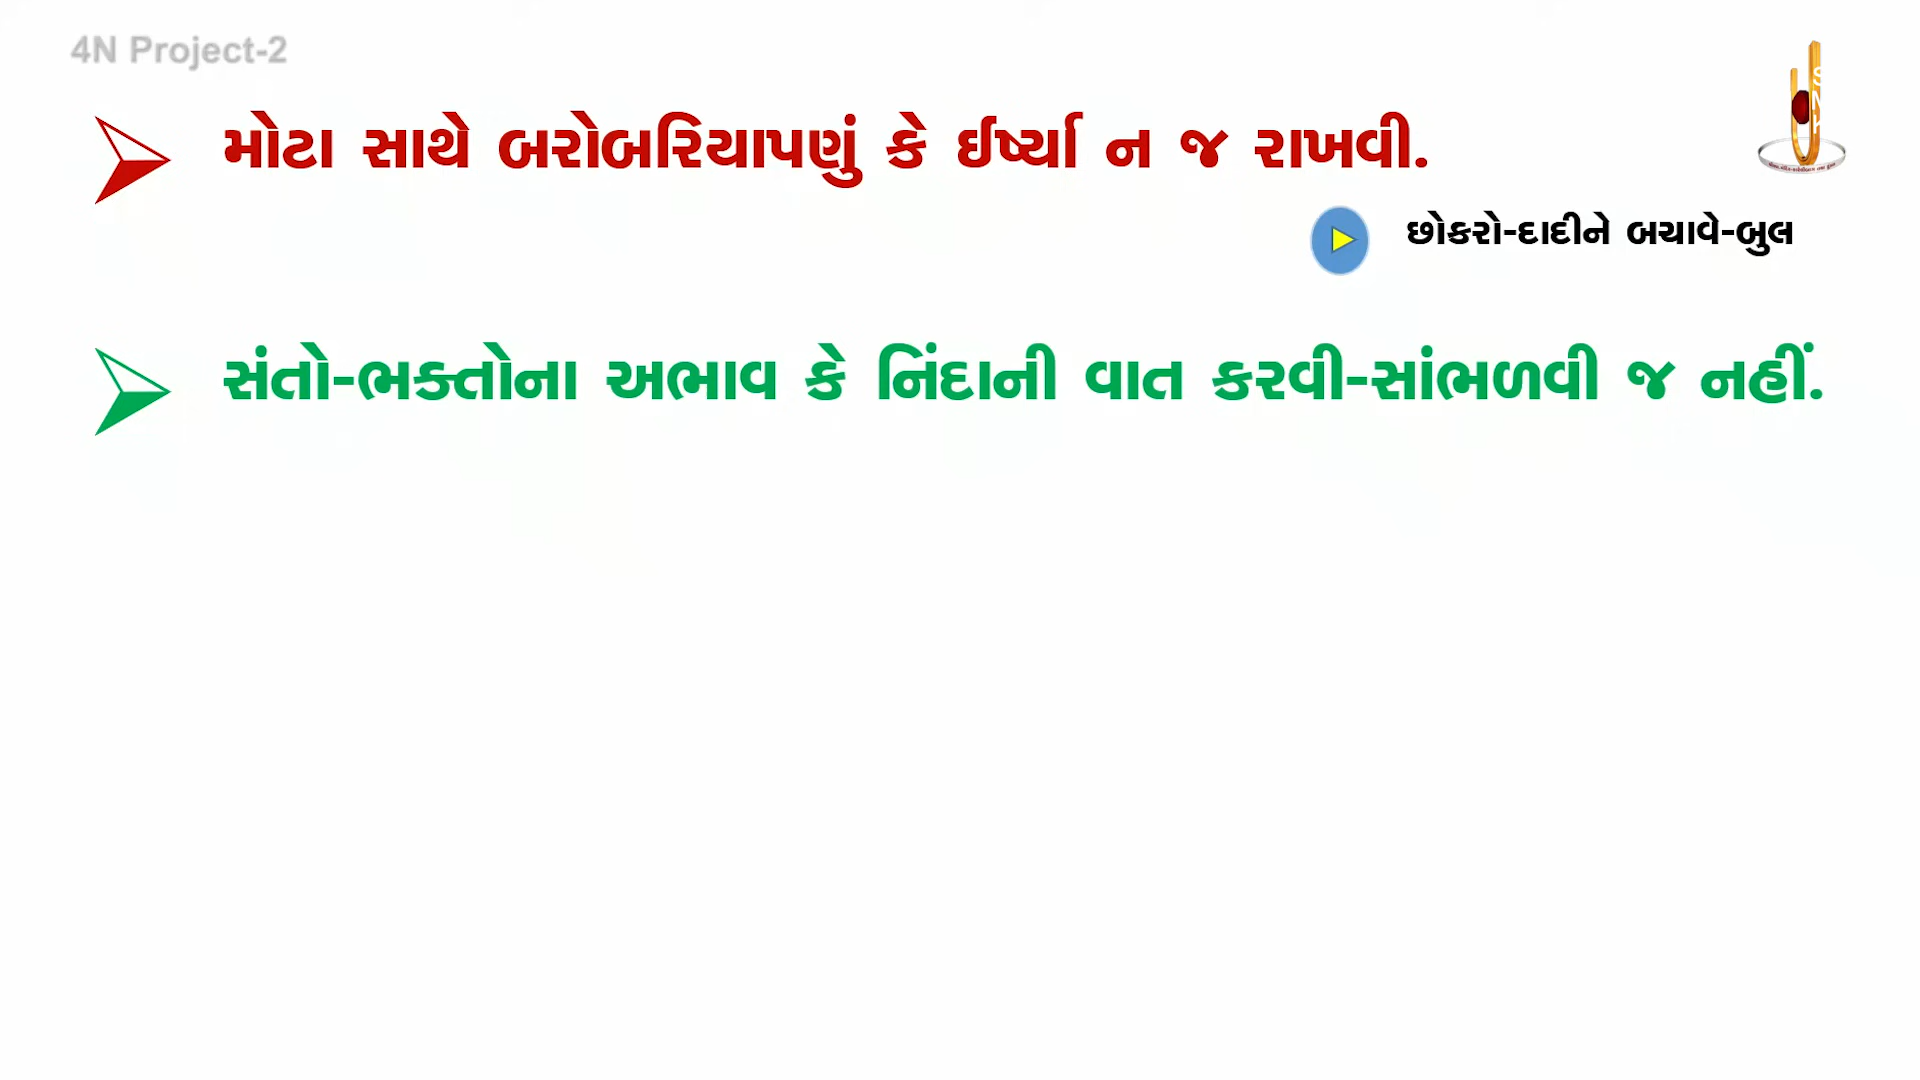 4N Project-2
મોટા સાથે બરોબરિયાપણું કે ઈર્ષ્યા ન જ રાખવી.
છોકરો-દાદીને બચાવે-બુલ
સંતો-ભક્તોના અભાવ કે નિંદાની વાત કરવી-સાંભળવી જ નહીં.